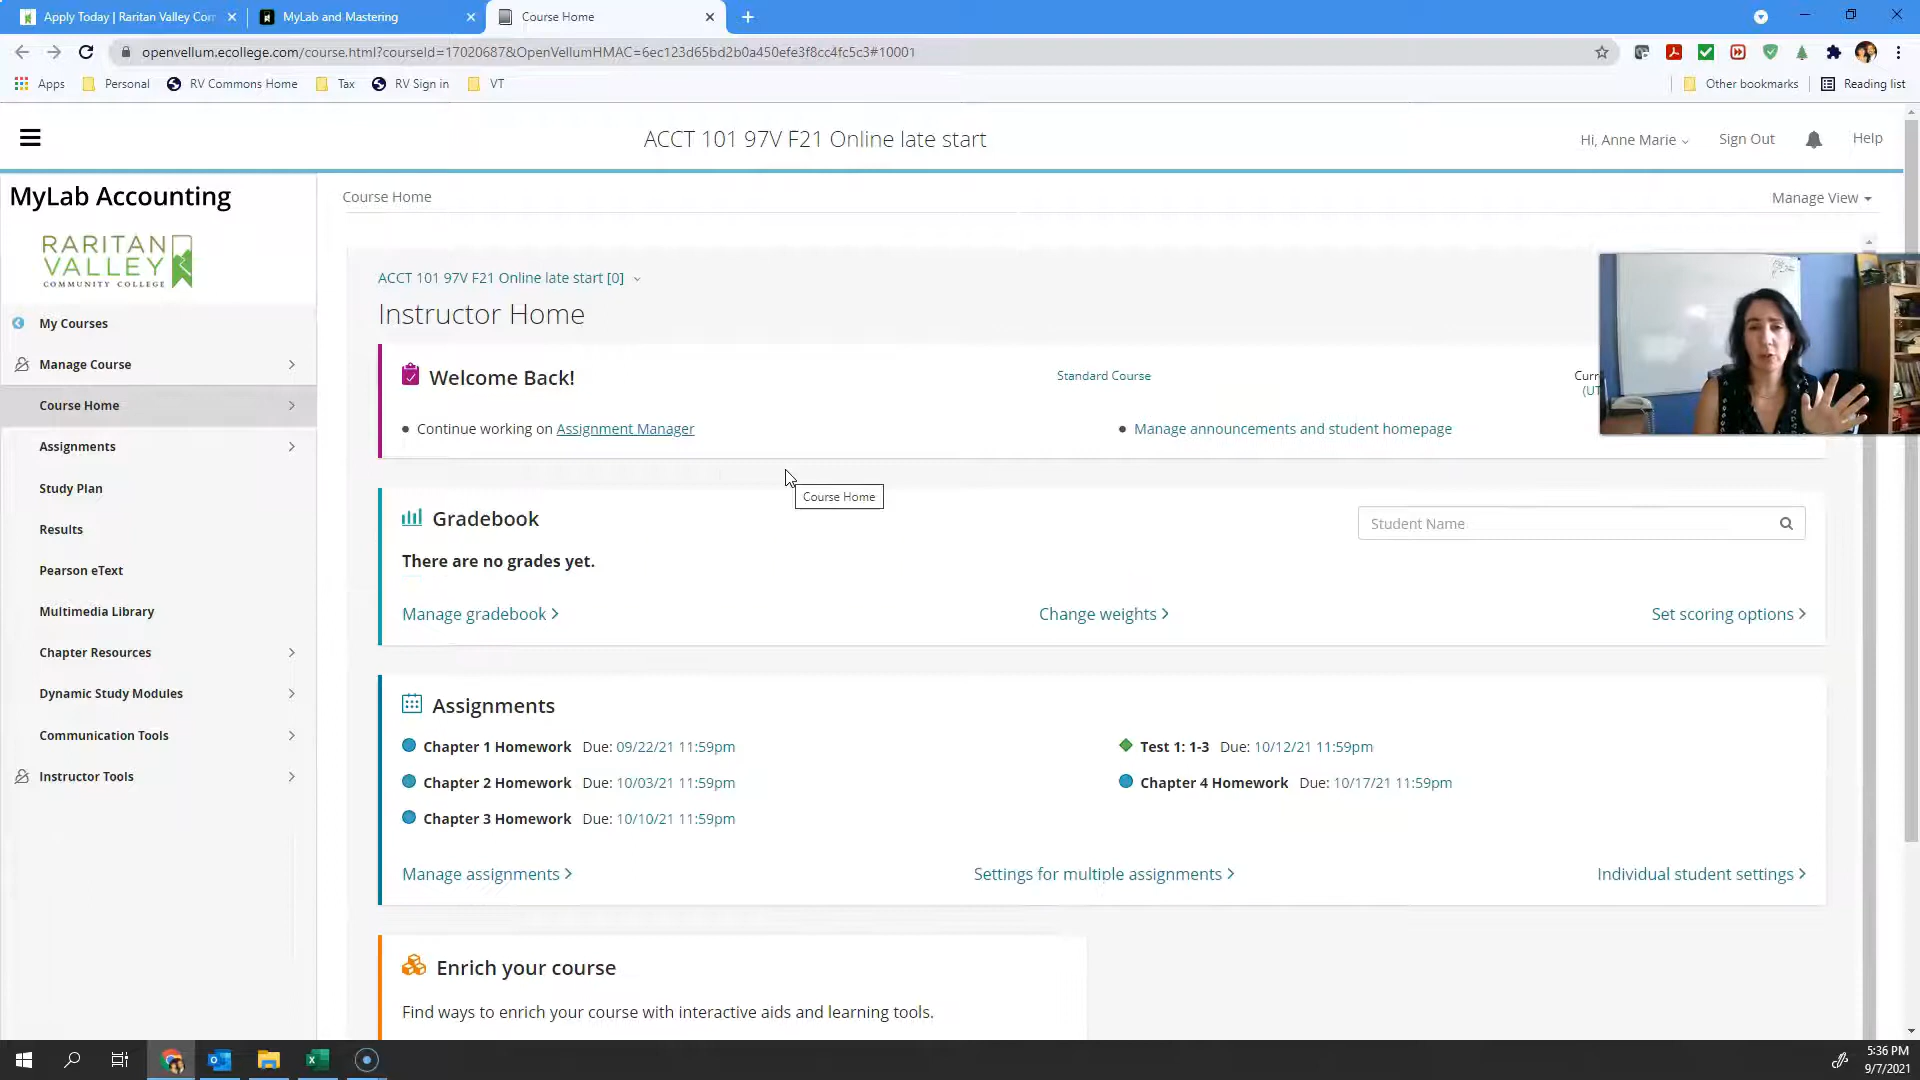 Apply Today | Raritan Valley Com
MyLab and Mastering
Course Home
openvellum.ecollege.com/course.html?courseId=17020687&OpenVellumHMAC=6ec123d65bd2b0a450efe3f8cc4fc5c3#10001
Apps
Personal
RV Commons Home
Tax
RV Sign in
VT
Other bookmarks
Reading list
ACCT 101 97V F21 Online late start
Hi, Anne Marie
Sign Out
Help
MyLab Accounting
RARITAN
VALLEY
COMMUNITY COLLEGE
My Courses
Manage Course
Course Home
Assignments
Study Plan
Results
Pearson eText
Multimedia Library
Chapter Resources
Dynamic Study Modules
Communication Tools
Instructor Tools
Course Home
Manage View
ACCT 101 97V F21 Online late start [0]
Instructor Home
Welcome Back!
Standard Course
Curr
(UT
• Continue working on Assignment Manager
• Manage announcements and student homepage
Course Home
Gradebook
Student Name
There are no grades yet.
Manage gradebook >
Change weights >
Set scoring options >
Assignments
Chapter 1 Homework Due: 09/22/21 11:59pm
Test 1: 1-3 Due: 10/12/21 11:59pm
Chapter 2 Homework Due: 10/03/21 11:59pm
Chapter 4 Homework Due: 10/17/21 11:59pm
Chapter 3 Homework Due: 10/10/21 11:59pm
Manage assignments >
Settings for multiple assignments >
Individual student settings >
Enrich your course
Find ways to enrich your course with interactive aids and learning tools.
5:36 PM
9/7/2021